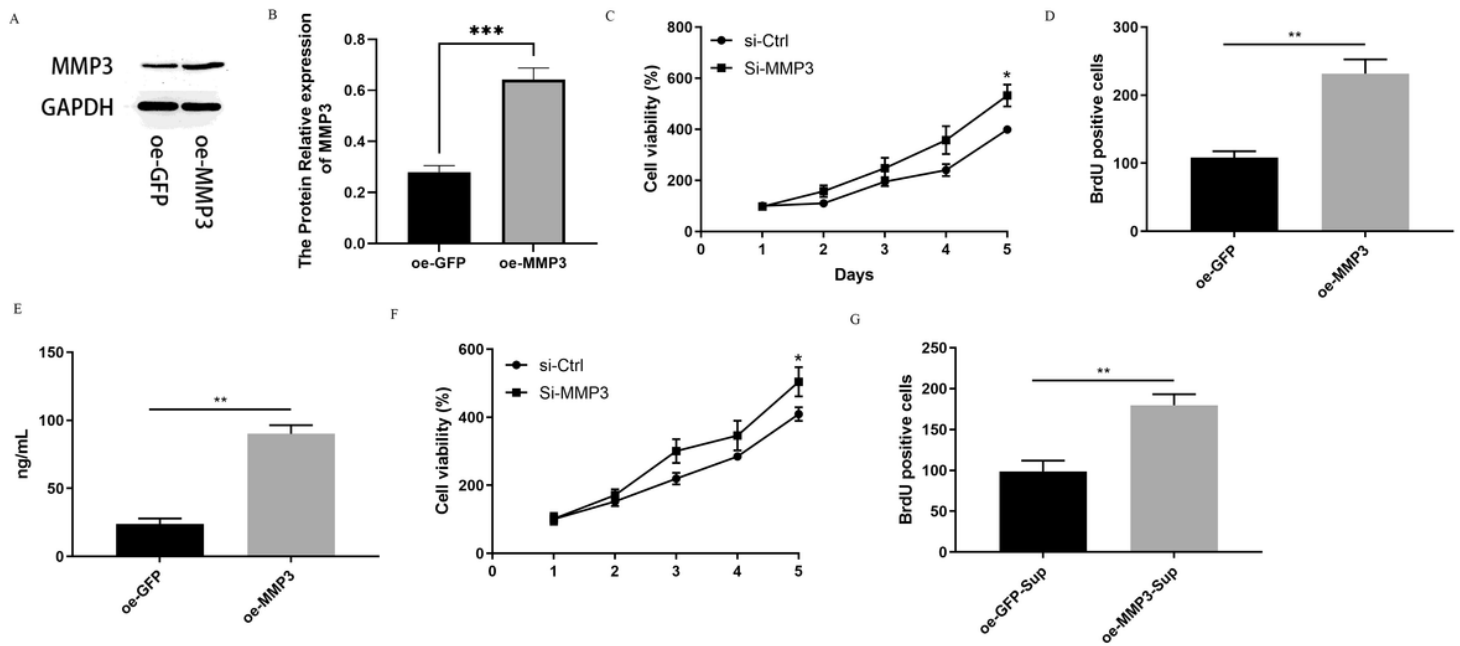 A
MMP3
GAPDH
oe-GFP
oe-MMP3
B
The Protein Relative expression
of MMP3
0.8
0.6
0.4
0.2
0.0
***
oe-GFP
oe-MMP3
C
Cell viability (%)
800
600
400
200
0
si-Ctrl
Si-MMP3
*
0
1
2
3
4
5
Days
D
BrdU positive cells
300
200
100
0
**
oe-GFP
oe-MMP3
E
ng/mL
150
100
50
0
**
oe-GFP
oe-MMP3
F
Cell viability (%)
600
400
200
0
si-Ctrl
Si-MMP3
*
0
1
2
3
4
5
G
BrdU positive cells
250
200
150
100
50
0
**
oe-GFP-Sup
oe-MMP3-Sup